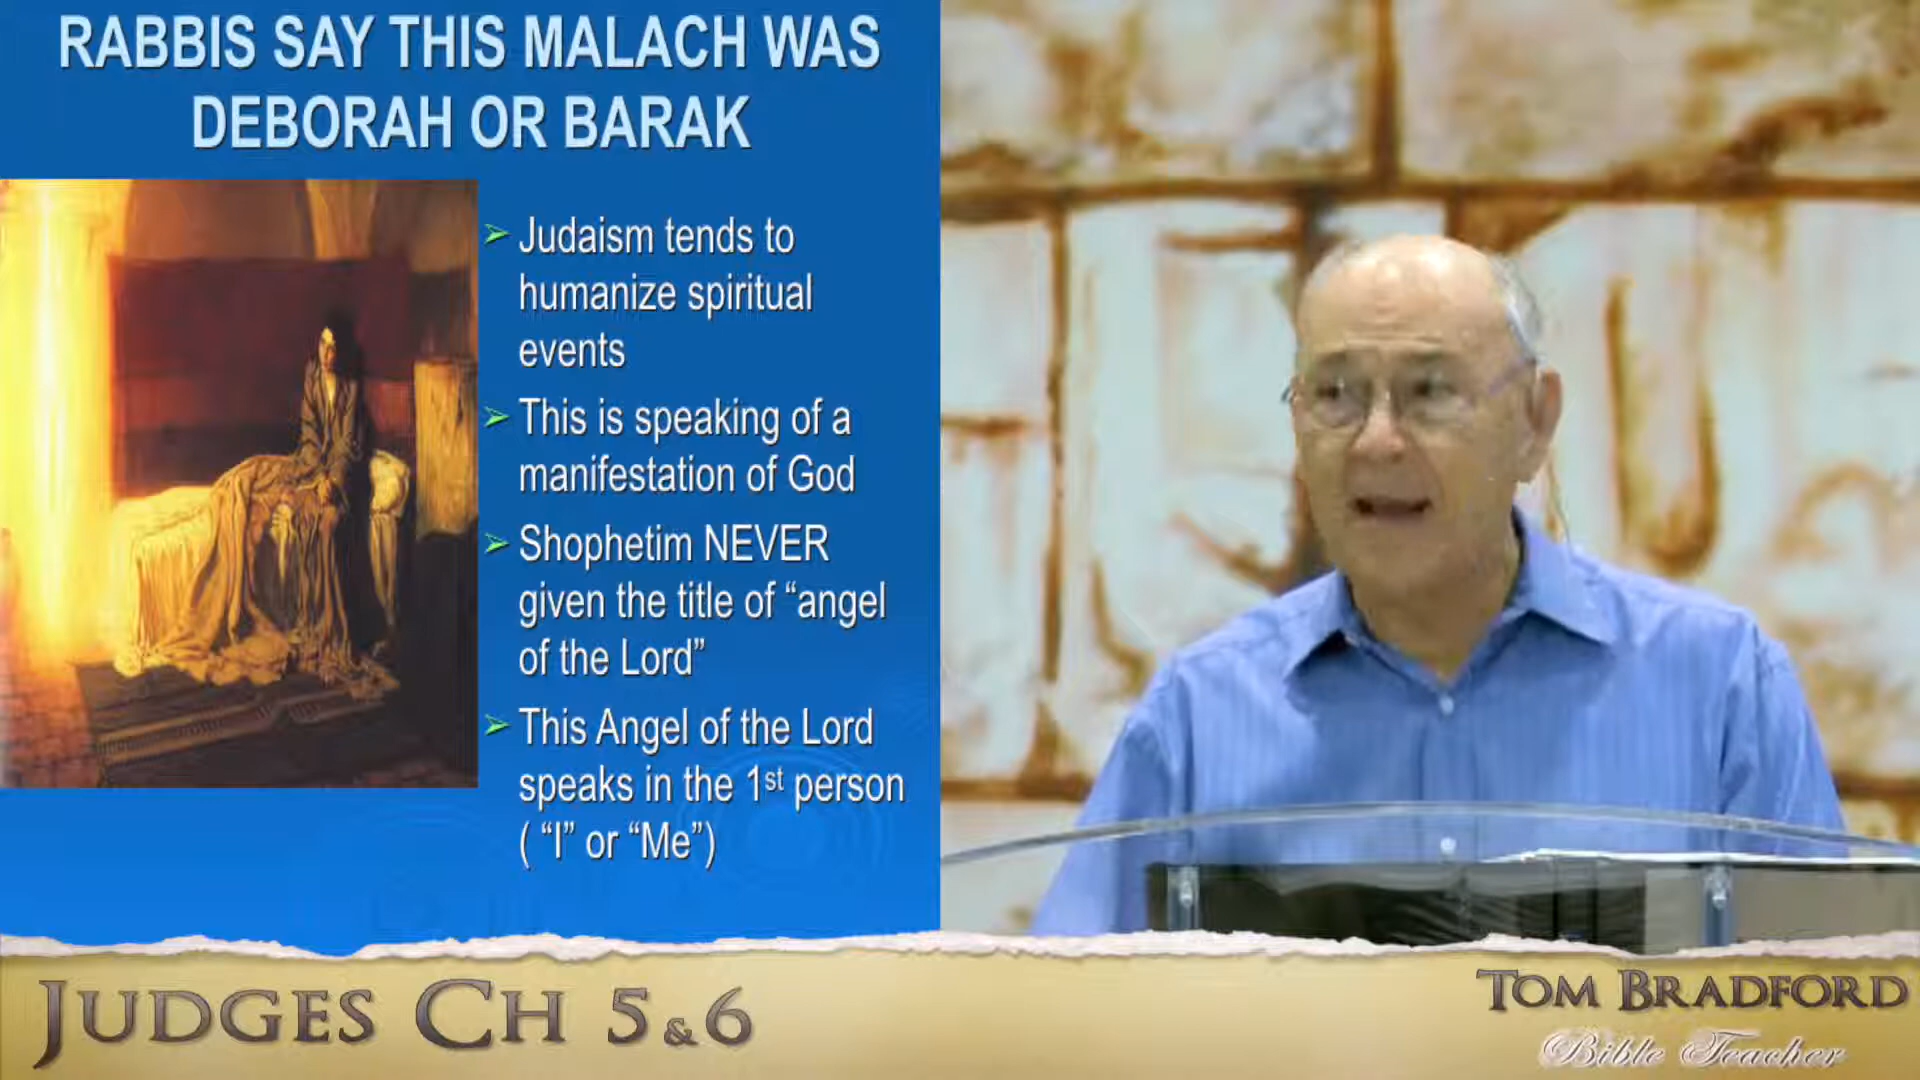 RABBIS SAY THIS MALACH WAS
DEBORAH OR BARAK
➢ Judaism tends to
humanize spiritual
events
➢ This is speaking of a
manifestation of God
➢ Shophetim NEVER
given the title of “angel
of the Lord”
➢ This Angel of the Lord
speaks in the 1st person
( “I” or “Me”)
JUDGES CH 5&6
TOM BRADFORD
Bible Teacher